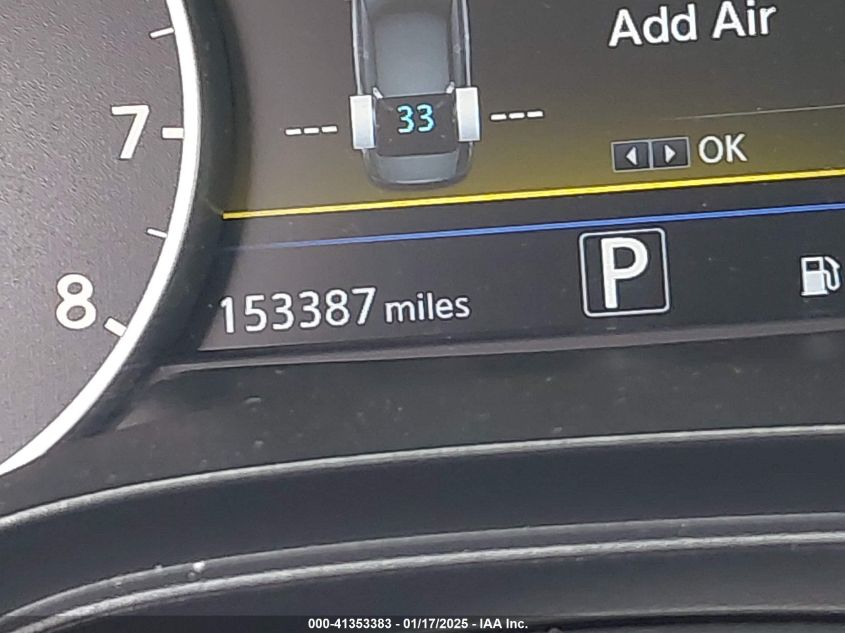 Add Air
7
33
--- ---
OK
P
8
153387 miles
000-41353383 - 01/17/2025 - IAA Inc.